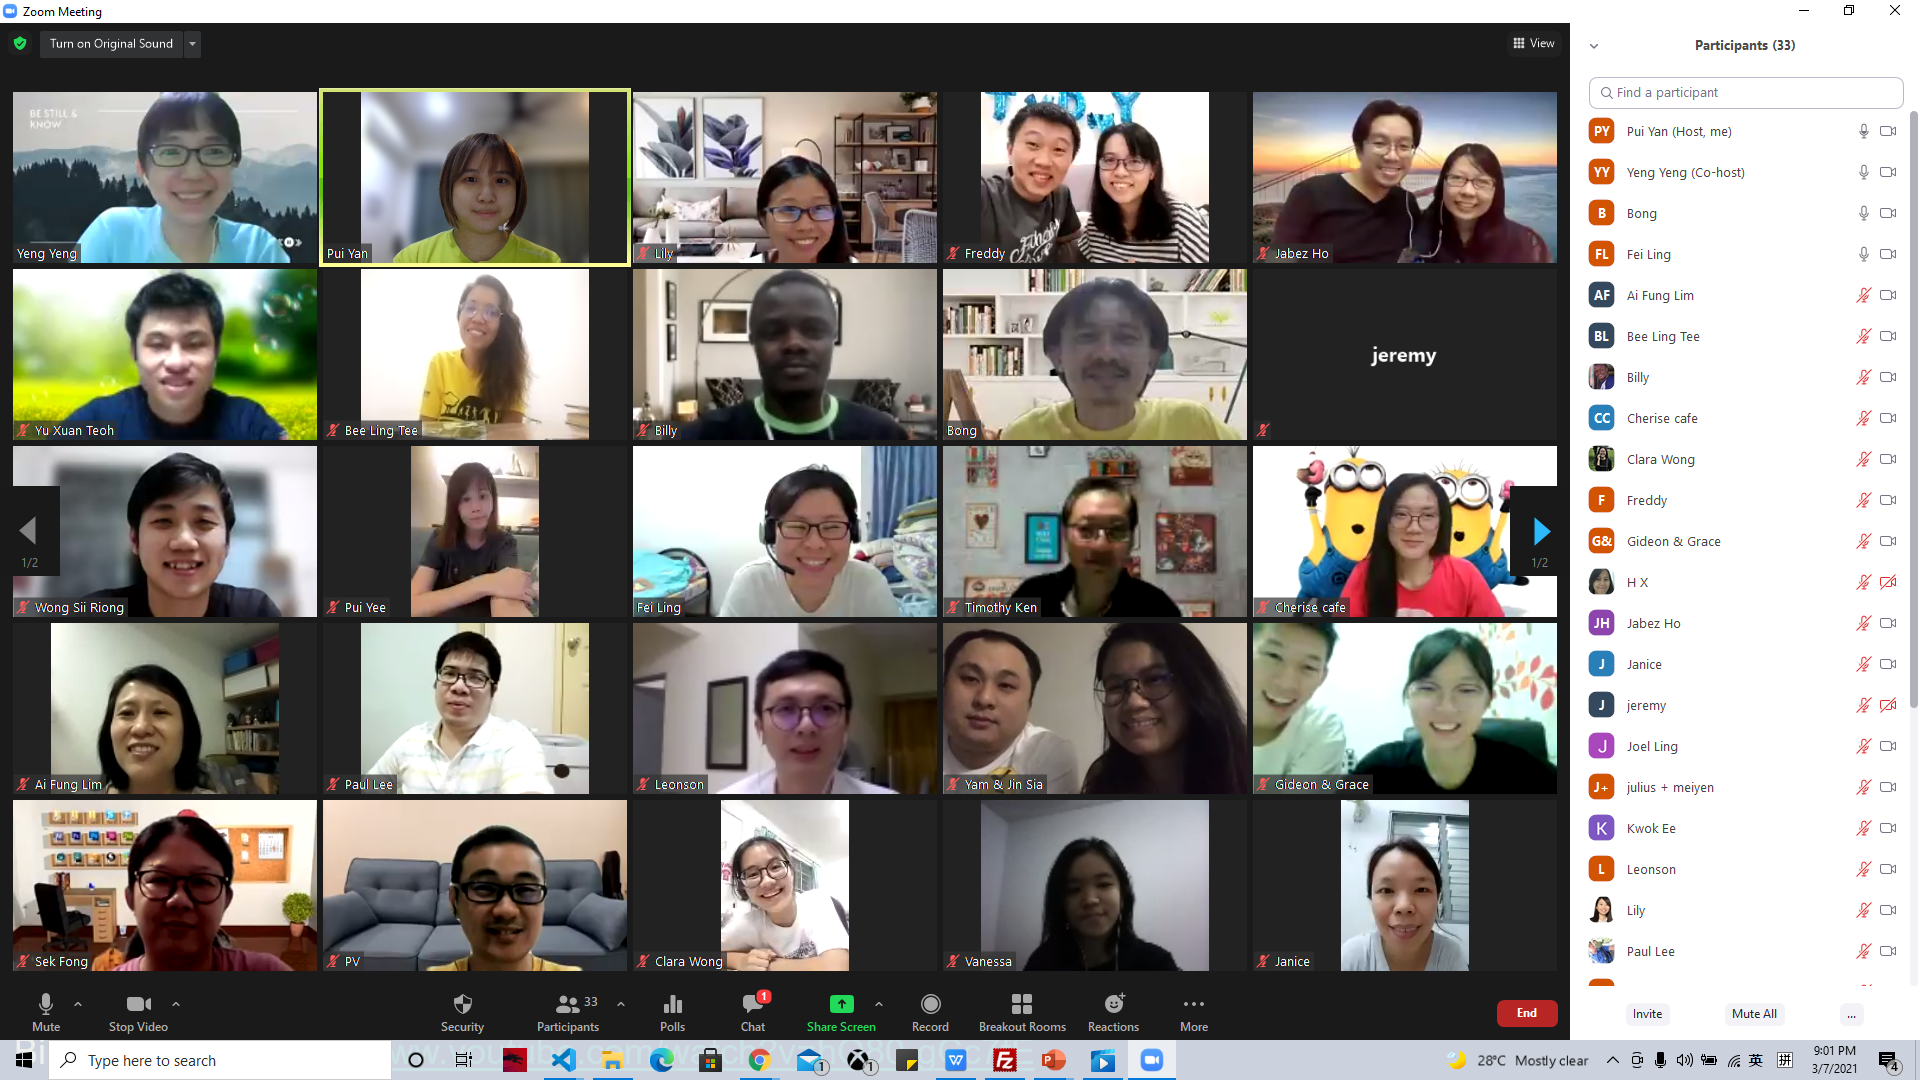 Zoom Meeting
Turn on Original Sound
View
BE STILL &
KNOW
Yeng Yeng
Pui Yan
Lily
Freddy
Jabez Ho
Yu Xuan Teoh
Bee Ling Tee
Billy
Bong
jeremy
1/2
Wong Sii Riong
Pui Yee
Fei Ling
Timothy Ken
Cherise cafe
1/2
Ai Fung Lim
Paul Lee
Leonson
Yam & Jin Sia
Gideon & Grace
Sek Fong
PV
Clara Wong
Vanessa
Janice
Mute
Stop Video
Security
33
Participants
Polls
1
Chat
Share Screen
Record
Breakout Rooms
Reactions
More
End
Participants (33)
Find a participant
PY Pui Yan (Host, me)
YY Yeng Yeng (Co-host)
B Bong
FL Fei Ling
AF Ai Fung Lim
BL Bee Ling Tee
Billy
CC Cherise cafe
Clara Wong
F Freddy
G& Gideon & Grace
H X
JH Jabez Ho
J Janice
J jeremy
J Joel Ling
J+ julius + meiyen
K Kwok Ee
L Leonson
Lily
Paul Lee
Invite
Mute All
...
Type here to search
1
1
28°C Mostly clear
英
拼
9:01 PM
3/7/2021
4